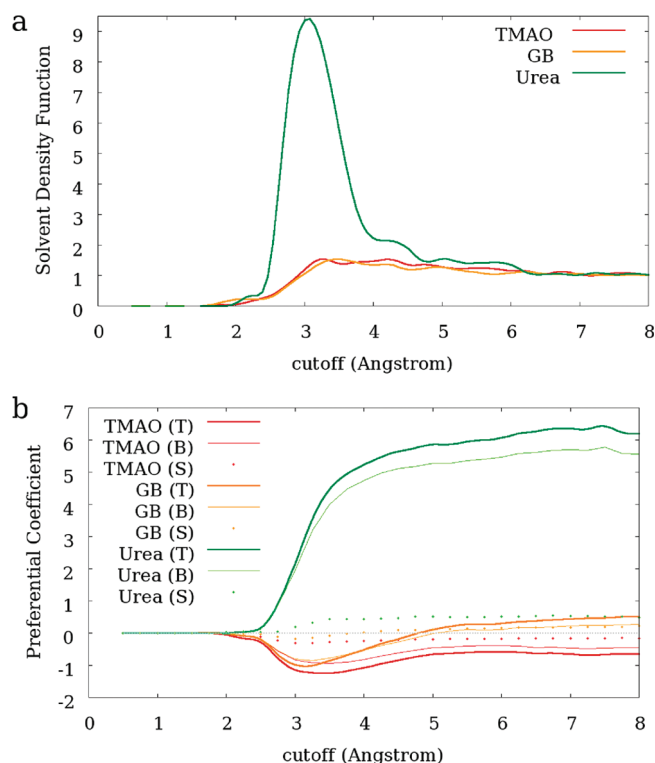 a
9
8
7
6
5
4
3
2
1
0
Solvent Density Function
TMAO
GB
Urea
0 1 2 3 4 5 6 7 8
cutoff (Angstrom)
b
7
6
5
4
3
2
1
0
-1
-2
Preferential Coefficient
TMAO (T)
TMAO (B)
TMAO (S)
GB (T)
GB (B)
GB (S)
Urea (T)
Urea (B)
Urea (S)
0 1 2 3 4 5 6 7 8
cutoff (Angstrom)